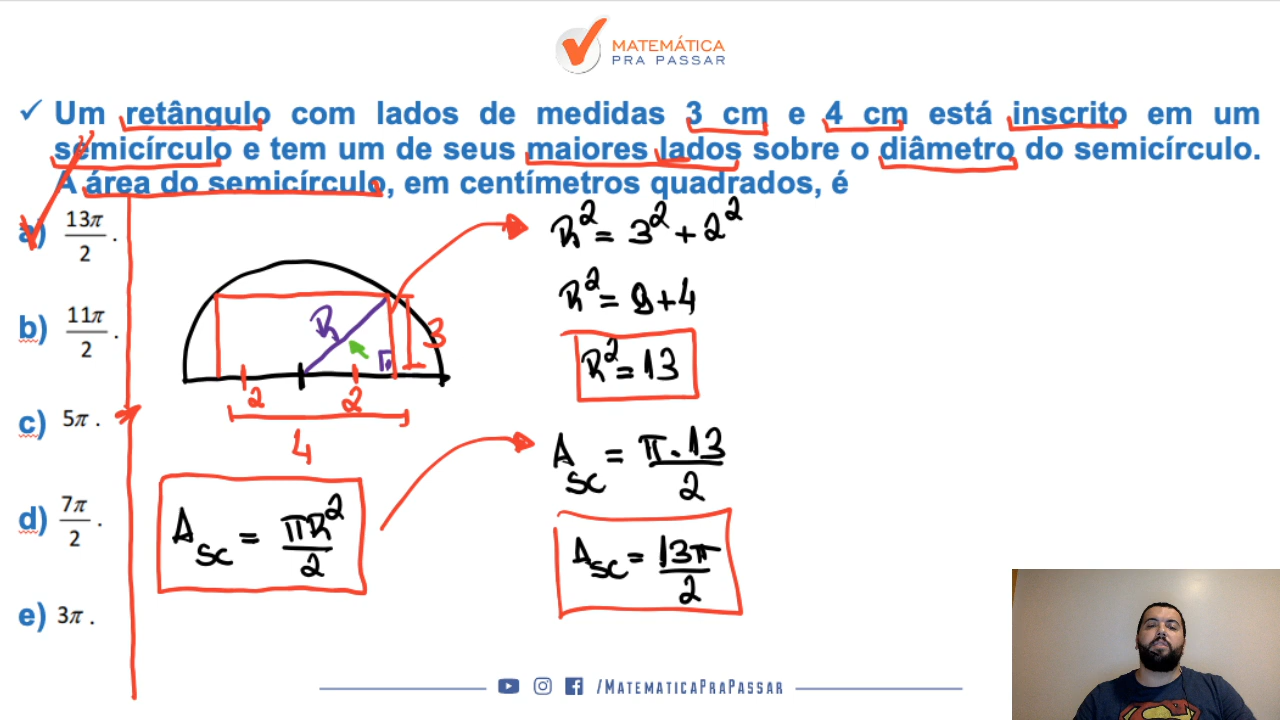 MATEMÁTICA
PRA PASSAR
✓ Um retângulo com lados de medidas 3 cm e 4 cm está inscrito em um
semicírculo e tem um de seus maiores lados sobre o diâmetro do semicírculo.
A área do semicírculo, em centímetros quadrados, é
a) 13π/2 .
b) 11π/2 .
c) 5π .
d) 7π/2 .
e) 3π .
R
3
2 2
4
A_SC = πR²/2
R² = 3² + 2²
R² = 9+4
R² = 13
A_SC = π.13/2
A_SC = 13π/2
/MATEMATICAPRAPASSAR